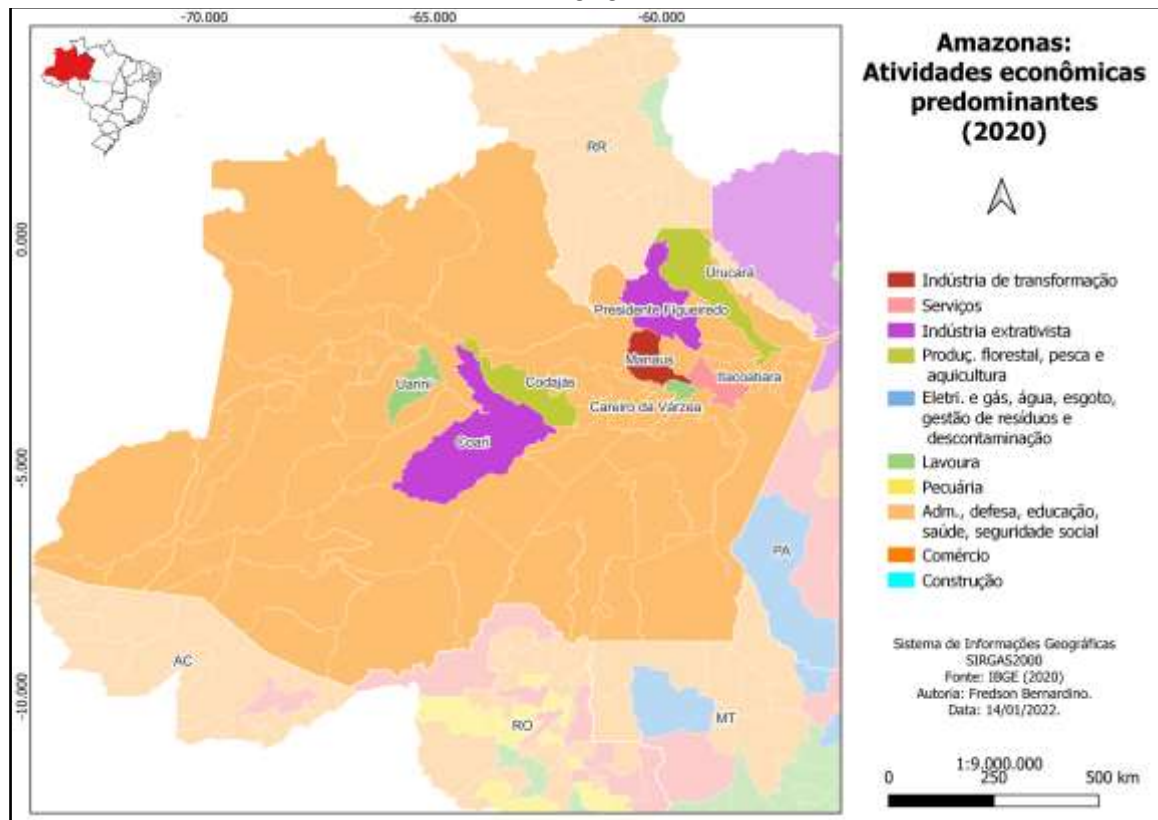 -70.000
-65.000
-60.000
0.000
-5.000
-10.000
RR
Urucará
Presidente Figueiredo
Manaus
Itacoatiara
Uarini
Codajás
Careiro da Várzea
Coari
PA
AC
RO
MT
Amazonas:
Atividades econômicas
predominantes
(2020)
Indústria de transformação
Serviços
Indústria extrativista
Produç. florestal, pesca e
aquicultura
Eletri. e gás, água, esgoto,
gestão de resíduos e
descontaminação
Lavoura
Pecuária
Adm., defesa, educação,
saúde, seguridade social
Comércio
Construção
Sistema de Informações Geográficas
SIRGAS2000
Fonte: IBGE (2020)
Autoria: Fredson Bernardino.
Data: 14/01/2022.
1:9.000.000
0 250 500 km